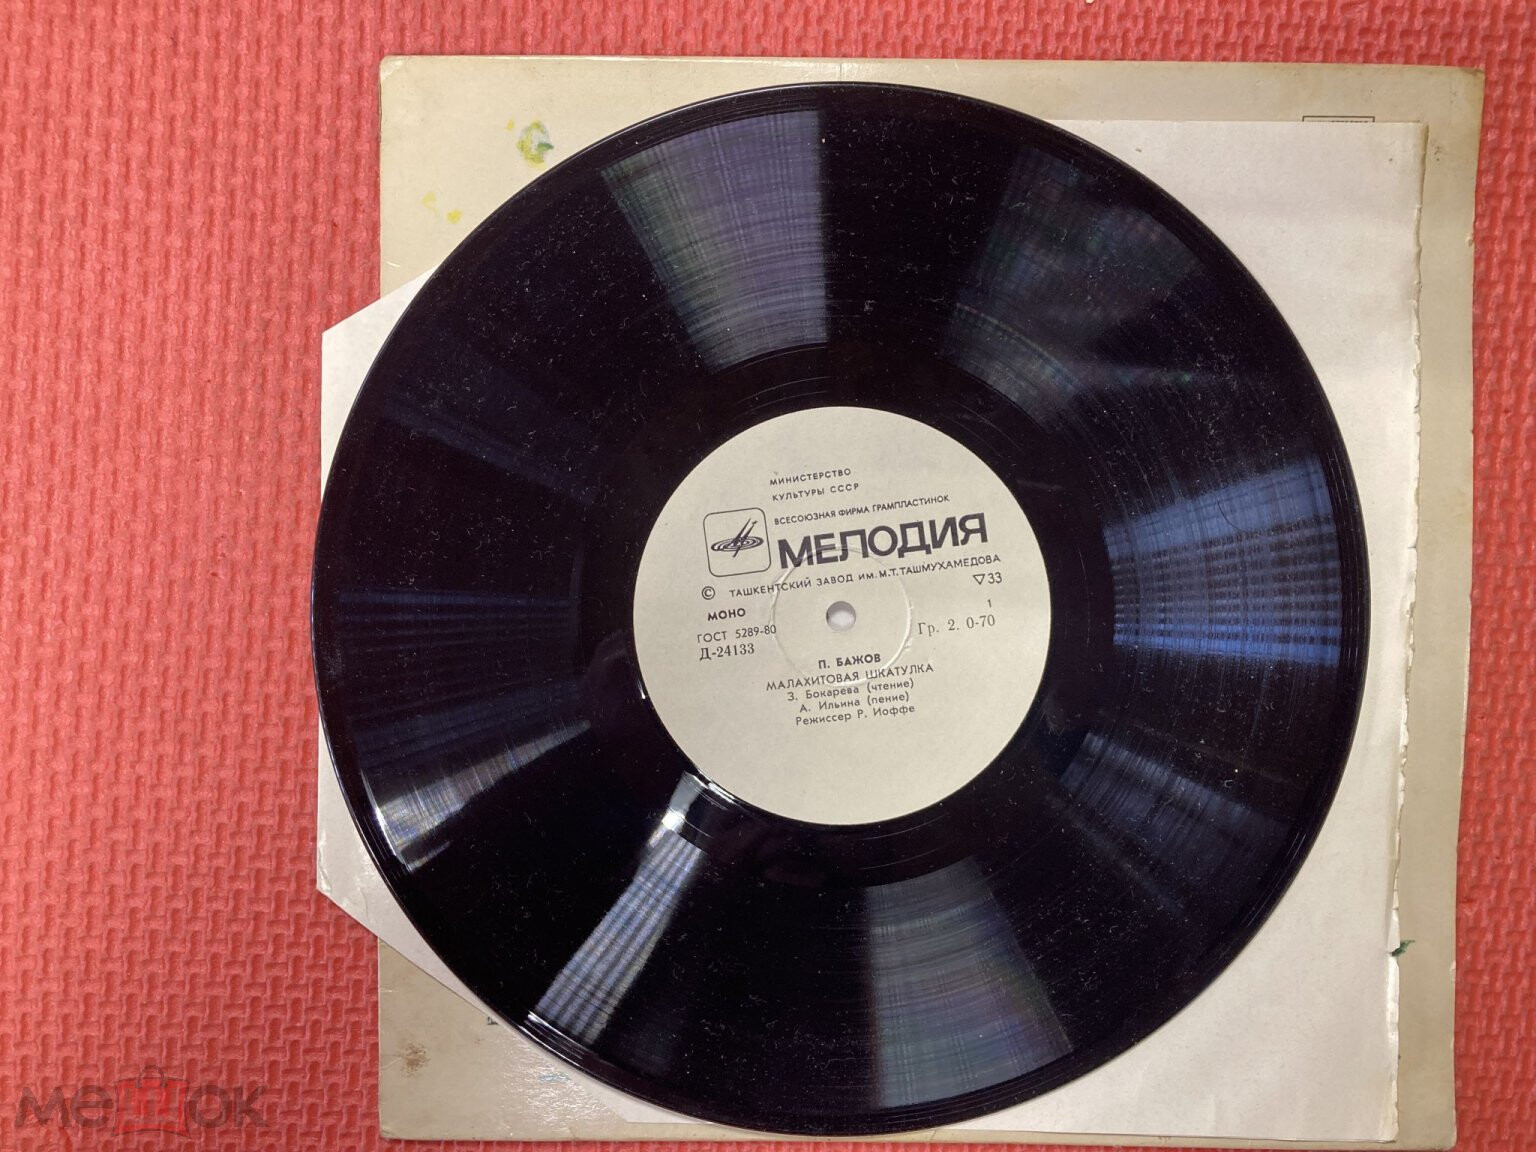 МИНИСТЕРСТВО
КУЛЬТУРЫ СССР
ВСЕСОЮЗНАЯ ФИРМА ГРАМПЛАСТИНОК
МЕЛОДИЯ
© ТАШКЕНТСКИЙ ЗАВОД ИМ. М.Т.ТАШМУХАМЕДОВА
▽33
МОНО
1
ГОСТ 5289-80
Гр. 2. 0-70
Д-24133
П. БАЖОВ
МАЛАХИТОВАЯ ШКАТУЛКА
З. Бокарева (чтение)
А. Ильина (пение)
Режиссер Р. Иоффе
мешок